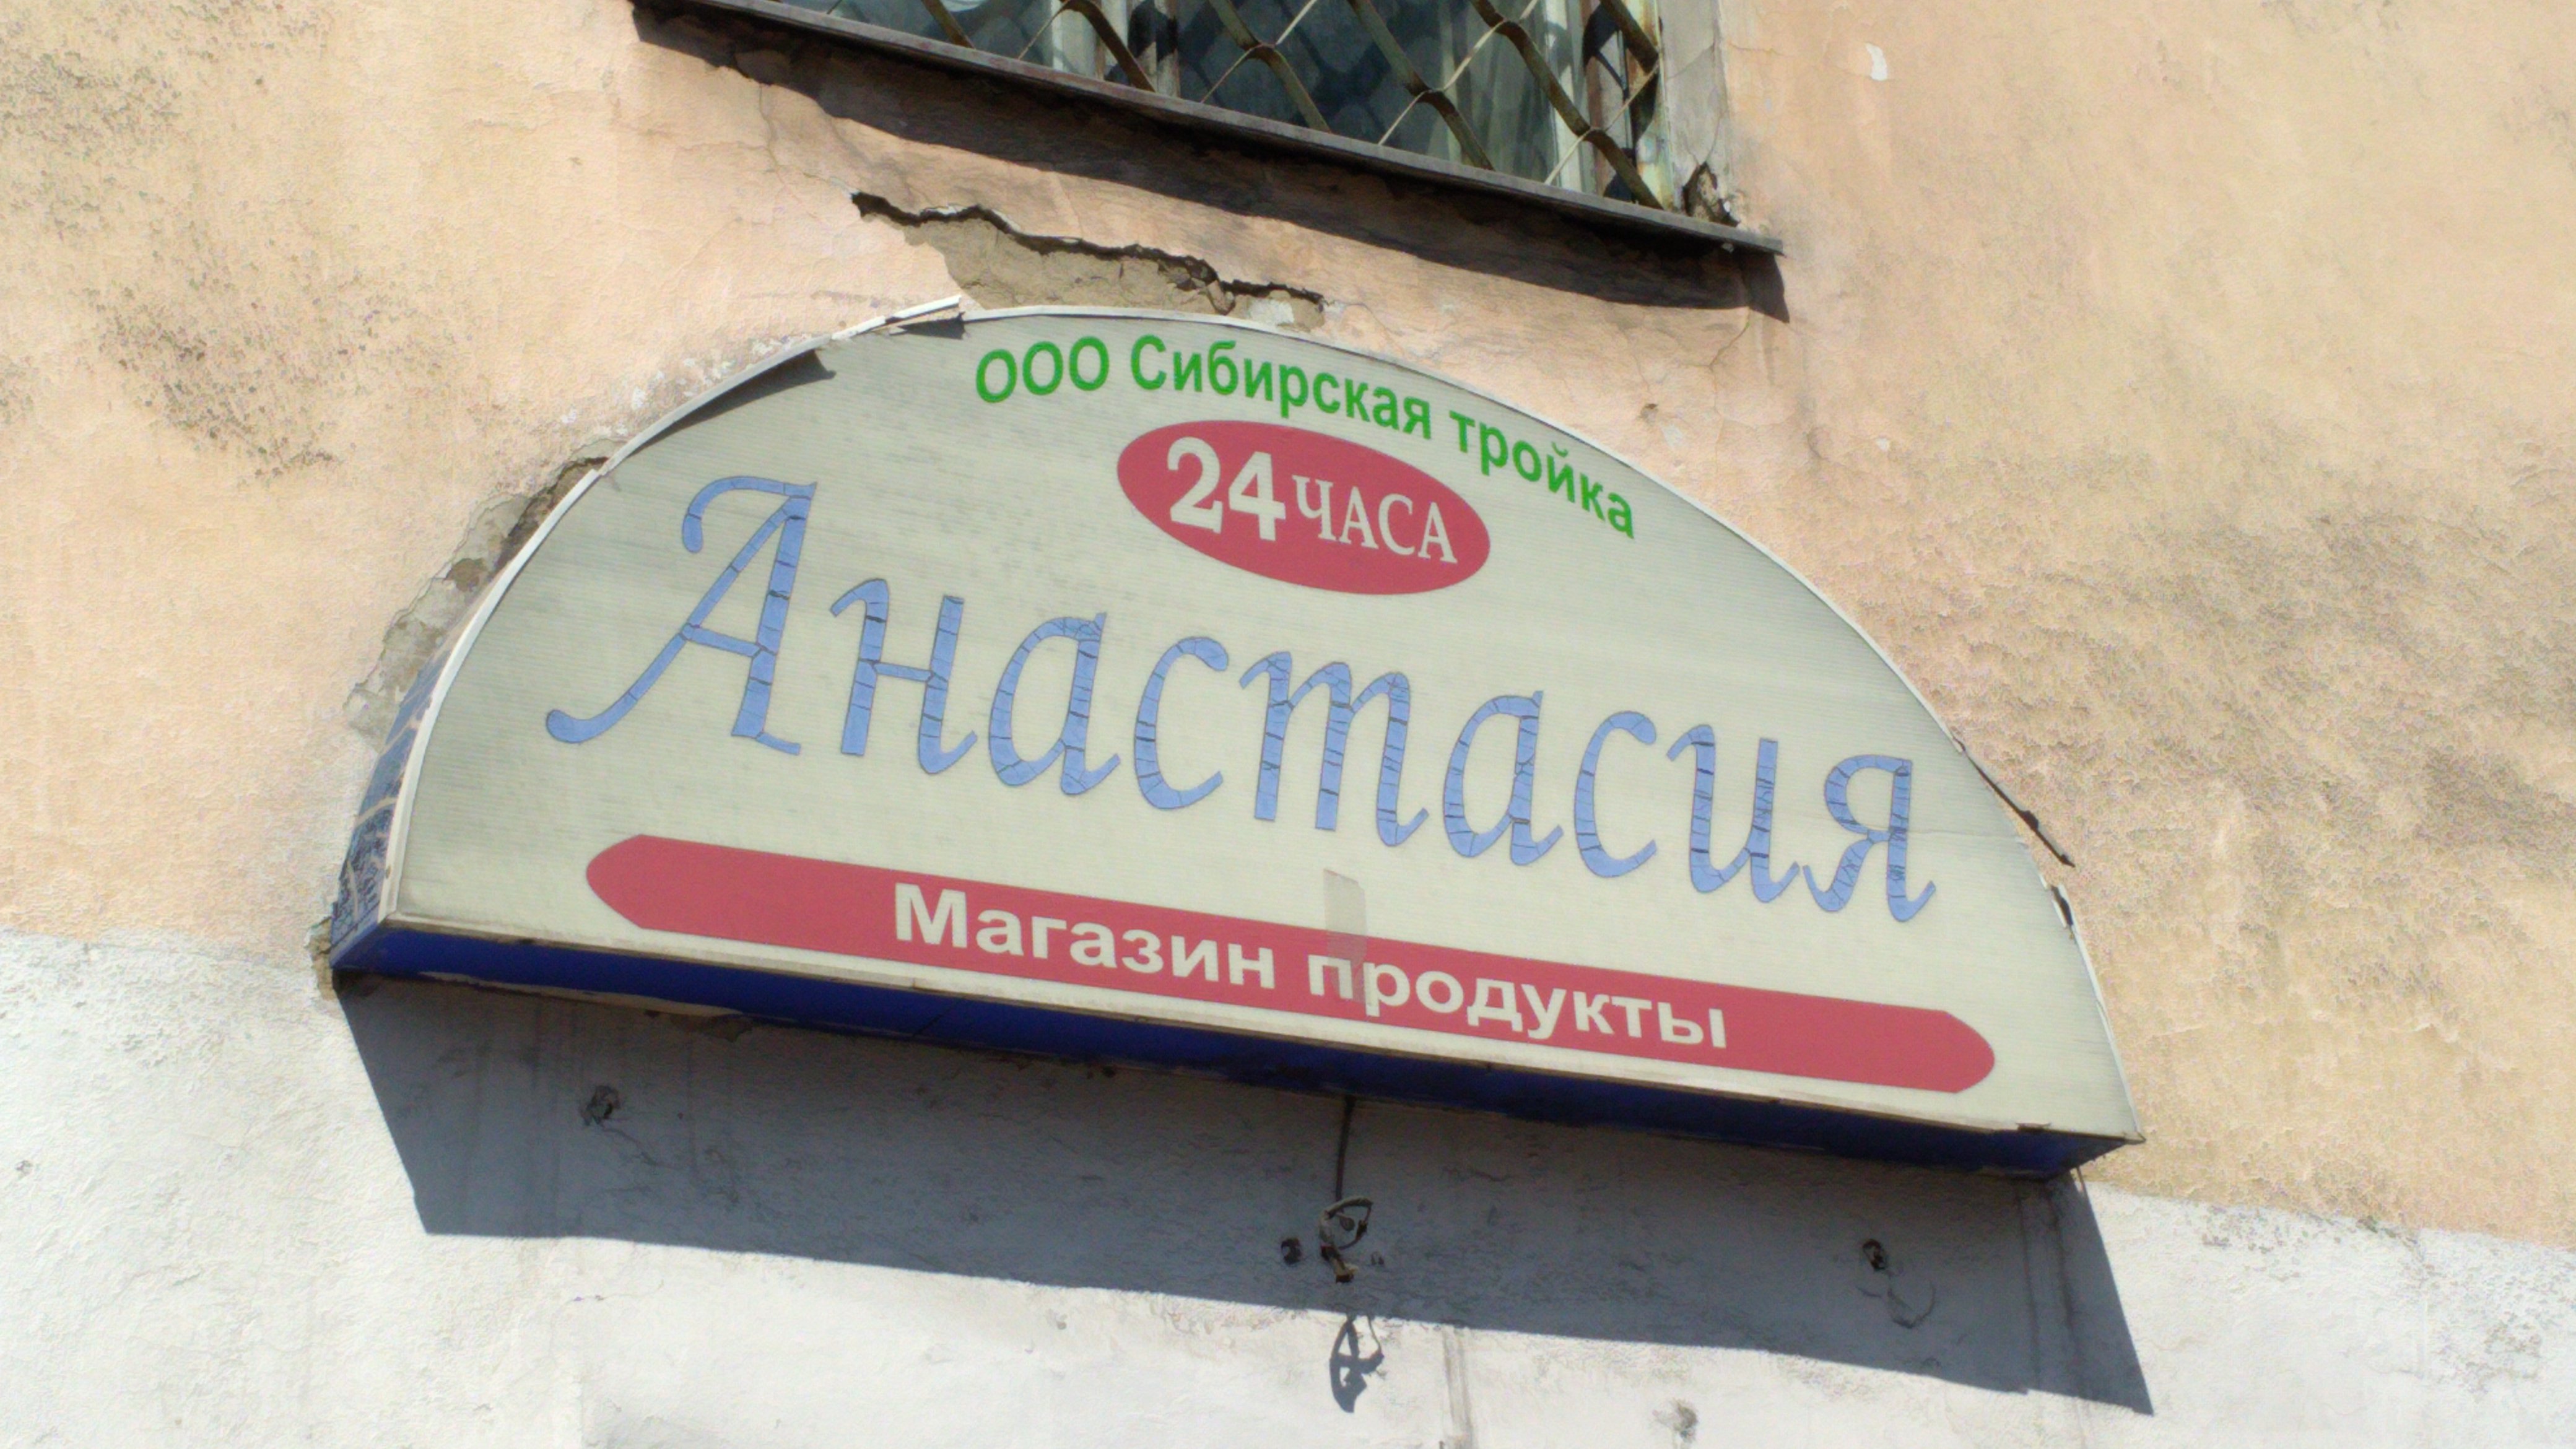 ООО Сибирская тройка
24 ЧАСА
Анастасия
Магазин продукты